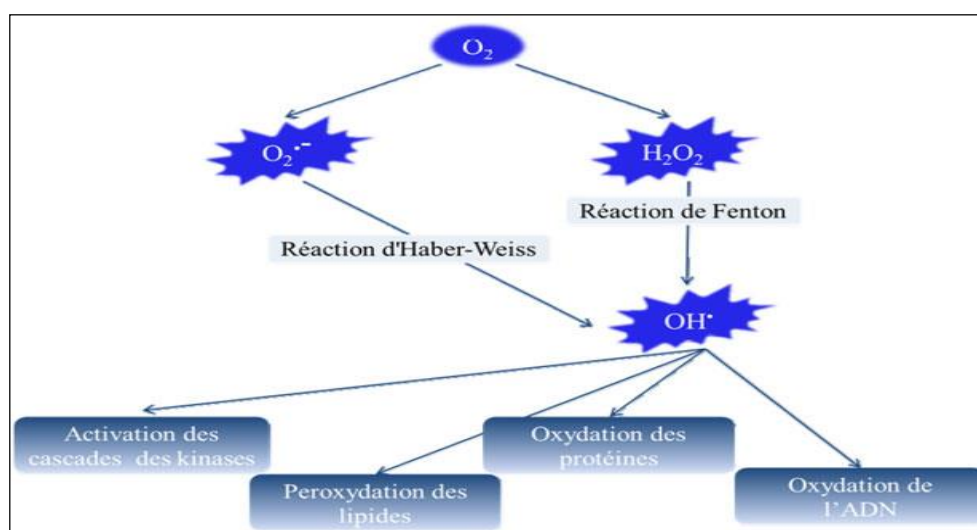 O₂
O₂•⁻
H₂O₂
Réaction de Fenton
Réaction d'Haber-Weiss
OH•
Activation des
cascades des kinases
Oxydation des
protéines
Peroxydation des
lipides
Oxydation de
l'ADN